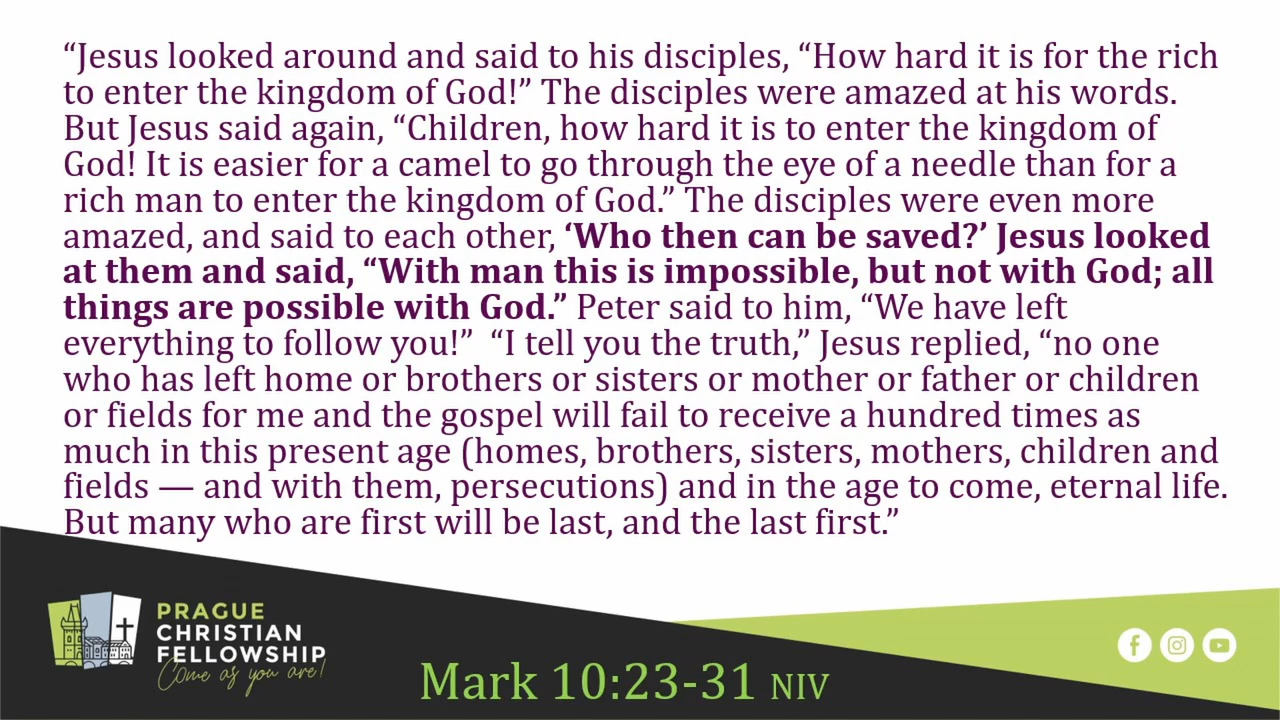 “Jesus looked around and said to his disciples, “How hard it is for the rich
to enter the kingdom of God!” The disciples were amazed at his words.
But Jesus said again, “Children, how hard it is to enter the kingdom of
God! It is easier for a camel to go through the eye of a needle than for a
rich man to enter the kingdom of God.” The disciples were even more
amazed, and said to each other, ‘Who then can be saved?’ Jesus looked
at them and said, “With man this is impossible, but not with God; all
things are possible with God.” Peter said to him, “We have left
everything to follow you!”  “I tell you the truth,” Jesus replied, “no one
who has left home or brothers or sisters or mother or father or children
or fields for me and the gospel will fail to receive a hundred times as
much in this present age (homes, brothers, sisters, mothers, children and
fields — and with them, persecutions) and in the age to come, eternal life.
But many who are first will be last, and the last first.”
PRAGUE
CHRISTIAN
FELLOWSHIP
Come as you are!
Mark 10:23-31 NIV